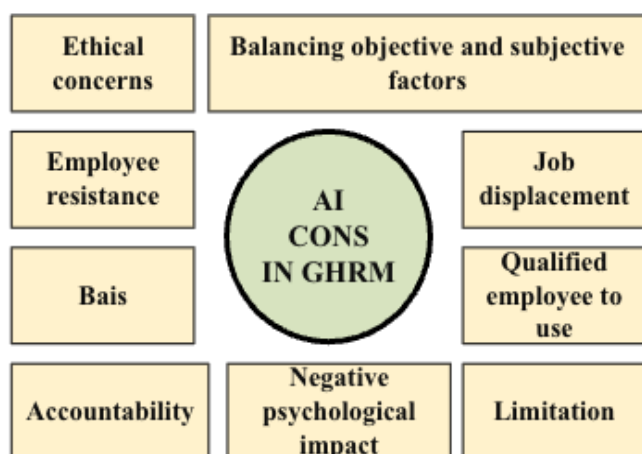 Ethical
concerns
Balancing objective and subjective
factors
Employee
resistance
AI
CONS
IN GHRM
Job
displacement
Bais
Qualified
employee to
use
Accountability
Negative
psychological
impact
Limitation